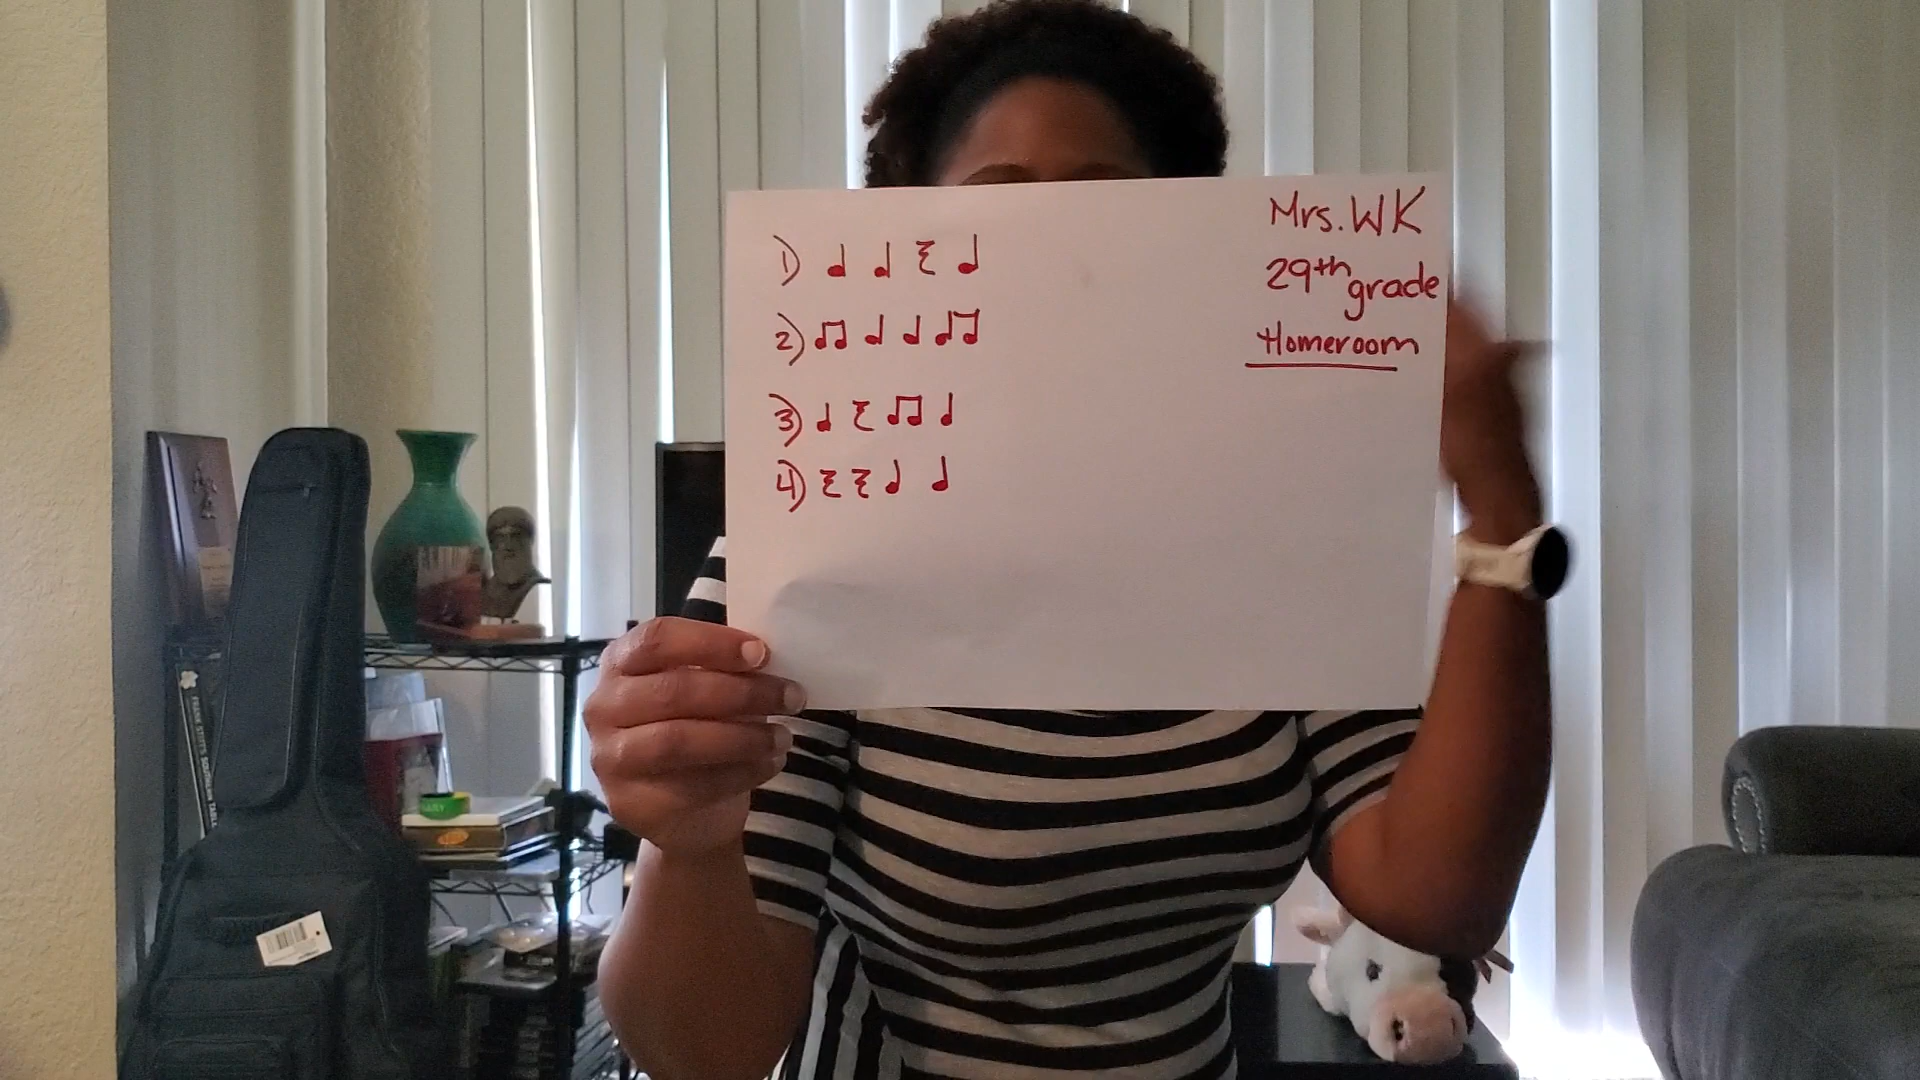 1) ♩ ♩ 𝄽 ♩
2) ♫ ♩ ♩ ♫
3) ♩ 𝄽 ♫ ♩
4) 𝄽 𝄽 ♩ ♩
Mrs. WK
29th grade
Homeroom